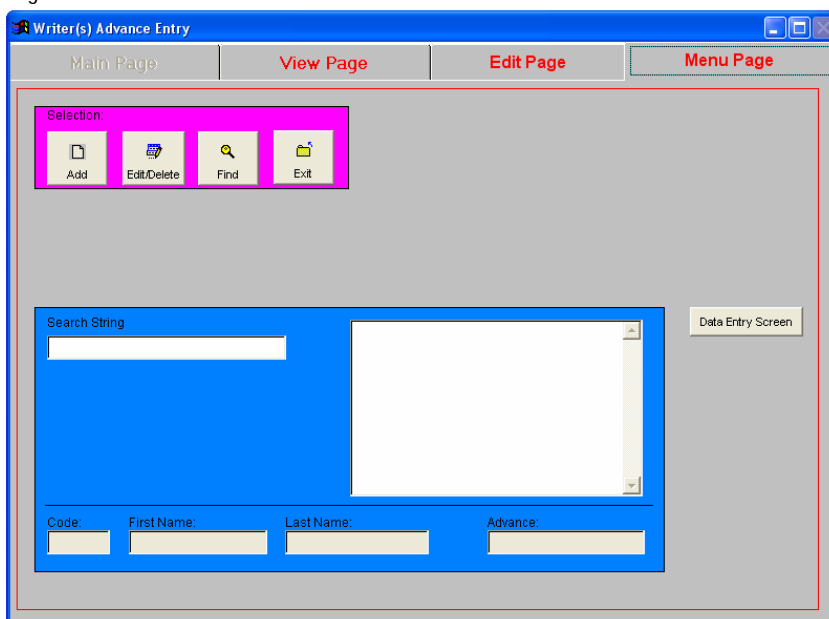 Writer(s) Advance Entry
Main Page View Page Edit Page Menu Page
Selection:
Add Edit/Delete Find Exit
Search String
Data Entry Screen
Code: First Name: Last Name: Advance: